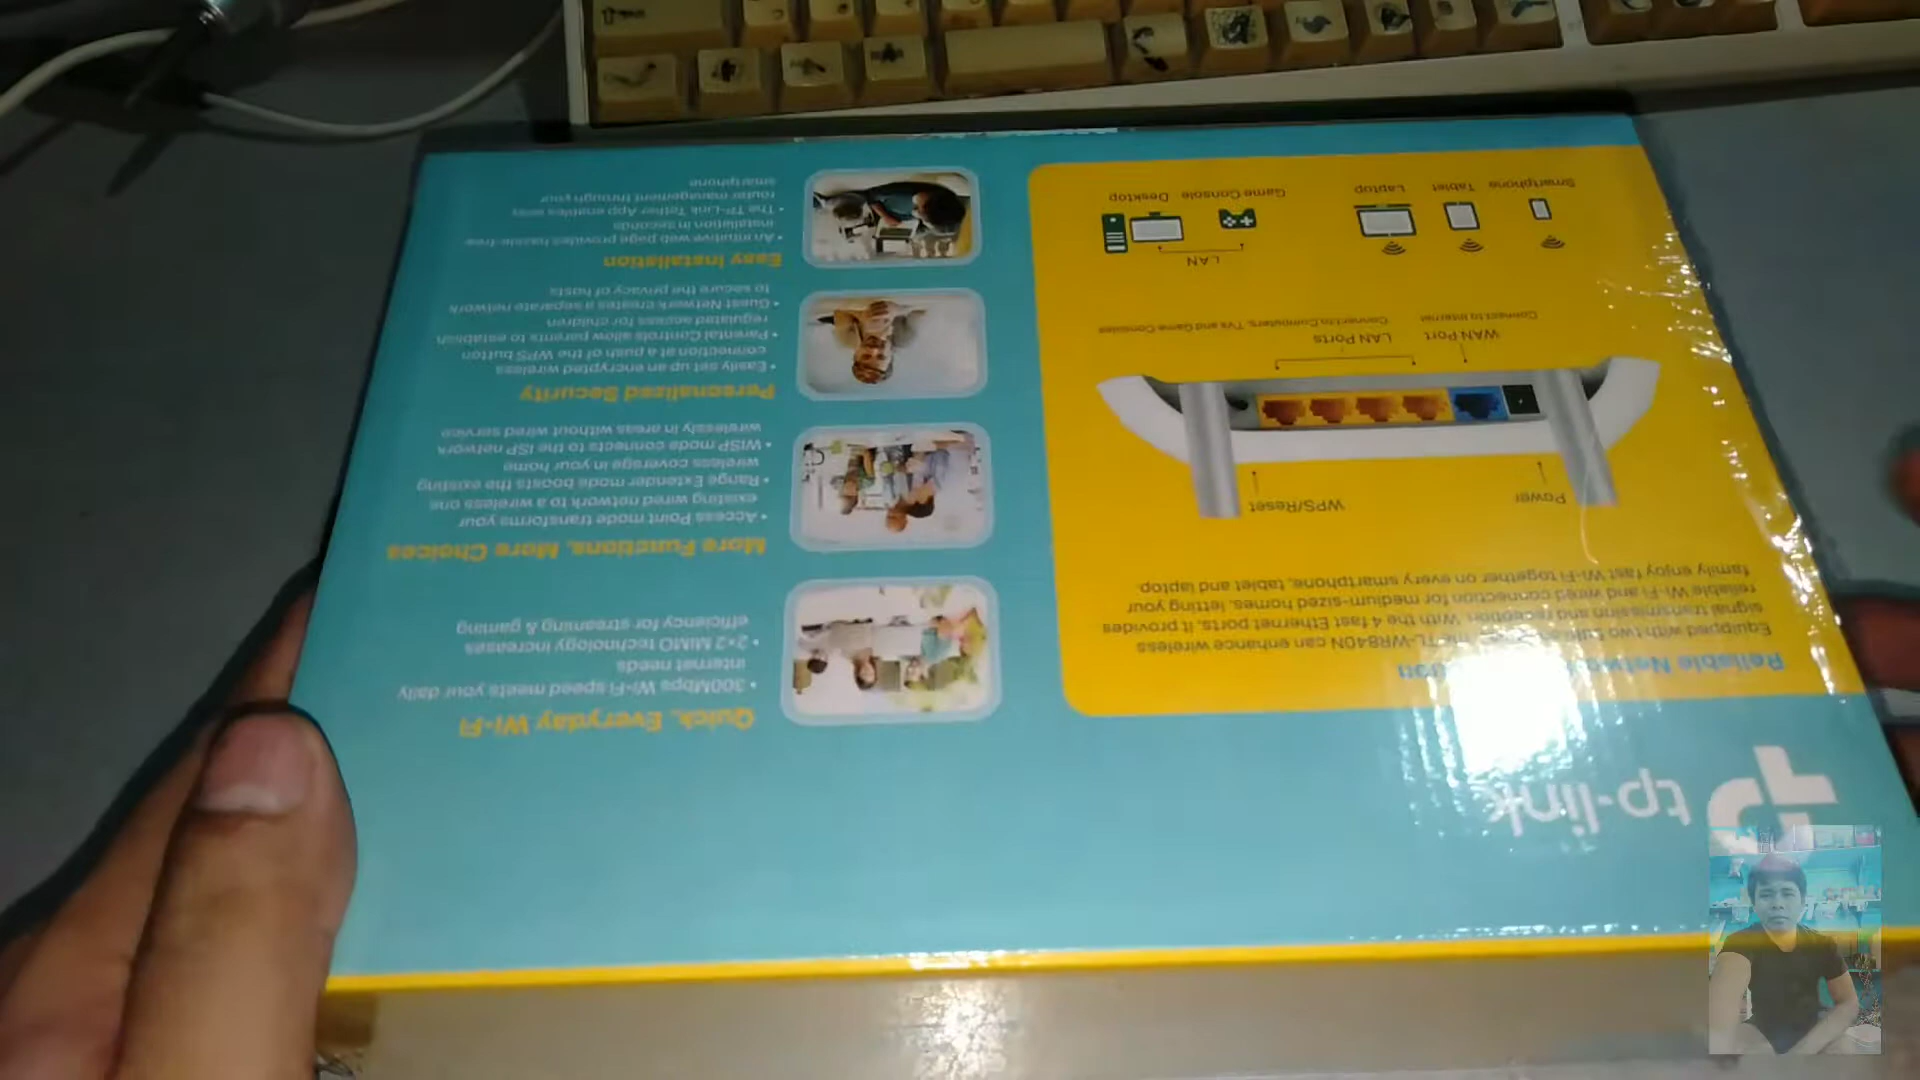 tp-link
Reliable Network
Equipped with two TL-WR840N can enhance wireless
signal transmission and reception. With the 4 fast Ethernet ports, it provides
reliable Wi-Fi and wired connection for medium-sized homes, letting your
family enjoy fast Wi-Fi together on every smartphone, tablet and laptop.
Power
WPS/Reset
WAN Port
Connect to Internet
LAN Ports
Connect to Computers, TVs and Game Consoles
LAN
Smartphone
Tablet
Laptop
Game Console
Desktop
Quick, Everyday Wi-Fi
• 300Mbps Wi-Fi speed meets your daily
internet needs
• 2×2 MIMO technology increases
efficiency for streaming & gaming
More Functions, More Choices
• Access Point mode transforms your
existing wired network to a wireless one
• Range Extender mode boosts the existing
wireless coverage in your home
• WISP mode connects to the ISP network
wirelessly in areas without wired service
Personalized Security
• Easily set up an encrypted wireless
connection at a push of the WPS button
• Parental Controls allow parents to establish
regulated access for children
• Guest Network creates a separate network
to secure the privacy of hosts
Easy Installation
• An intuitive web page provides hassle-free
installation in seconds
• The TP-Link Tether App enables easy
router management through your
smartphone